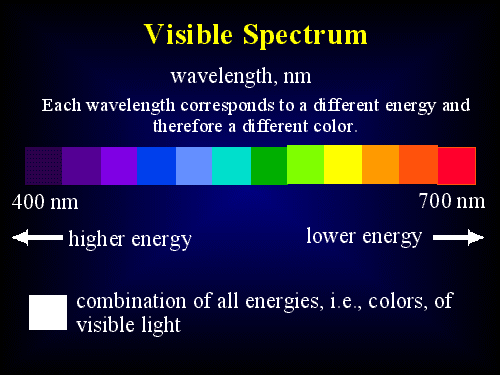 Visible Spectrum
wavelength, nm
Each wavelength corresponds to a different energy and
therefore a different color.
400 nm
700 nm
higher energy
lower energy
combination of all energies, i.e., colors, of
visible light